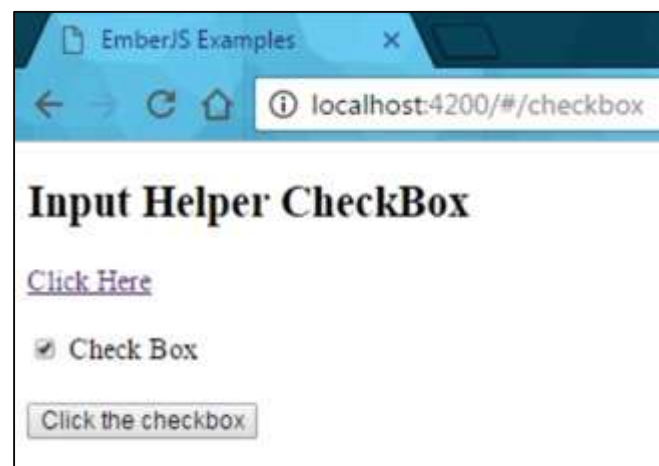 EmberJS Examples
localhost:4200/#/checkbox
Input Helper CheckBox
Click Here
Check Box
Click the checkbox